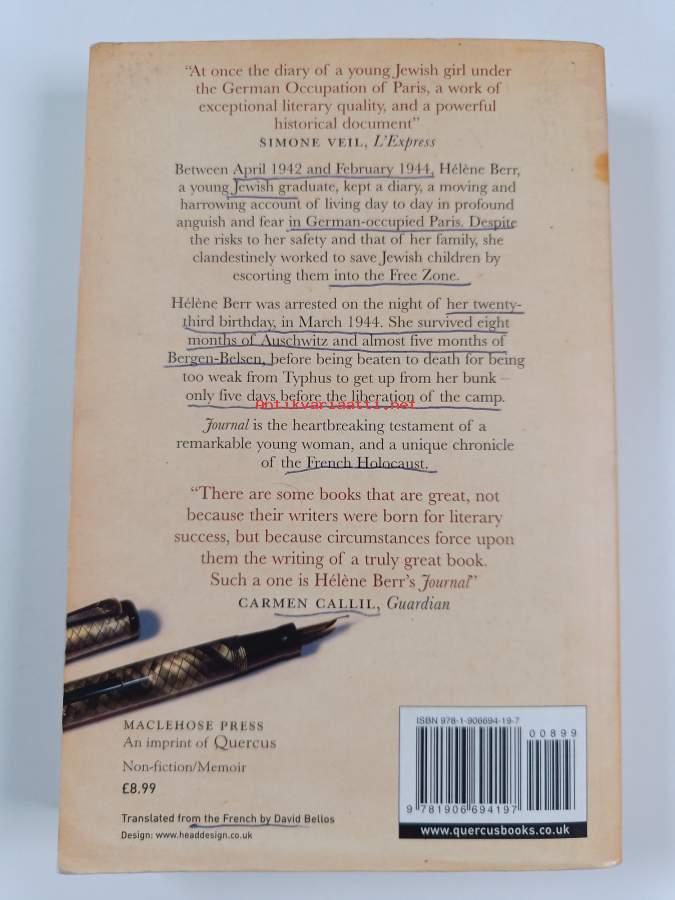 “At once the diary of a young Jewish girl under
the German Occupation of Paris, a work of
exceptional literary quality, and a powerful
historical document”
SIMONE VEIL, L’Express
Between April 1942 and February 1944, Hélène Berr,
a young Jewish graduate, kept a diary, a moving and
harrowing account of living day to day in profound
anguish and fear in German-occupied Paris. Despite
the risks to her safety and that of her family, she
clandestinely worked to save Jewish children by
escorting them into the Free Zone.
Hélène Berr was arrested on the night of her twenty-
third birthday, in March 1944. She survived eight
months of Auschwitz and almost five months of
Bergen-Belsen, before being beaten to death for being
too weak from Typhus to get up from her bunk –
only five days before the liberation of the camp.
Antikvariaatti.net
Journal is the heartbreaking testament of a
remarkable young woman, and a unique chronicle
of the French Holocaust.
“There are some books that are great, not
because their writers were born for literary
success, but because circumstances force upon
them the writing of a truly great book.
Such a one is Hélène Berr’s Journal”
CARMEN CALLIL, Guardian
MACLEHOSE PRESS
An imprint of Quercus
Non-fiction/Memoir
£8.99
Translated from the French by David Bellos
Design: www.headdesign.co.uk
ISBN 978-1-906694-19-7
00899
9 781906 694197
www.quercusbooks.co.uk